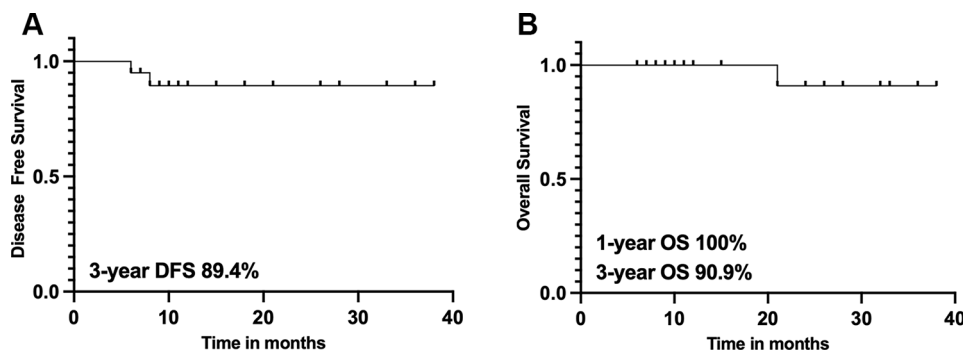 A
Disease Free Survival
1.0
0.5
0.0
3-year DFS 89.4%
0 10 20 30 40
Time in months
B
Overall Survival
1.0
0.5
0.0
1-year OS 100%
3-year OS 90.9%
0 10 20 30 40
Time in months